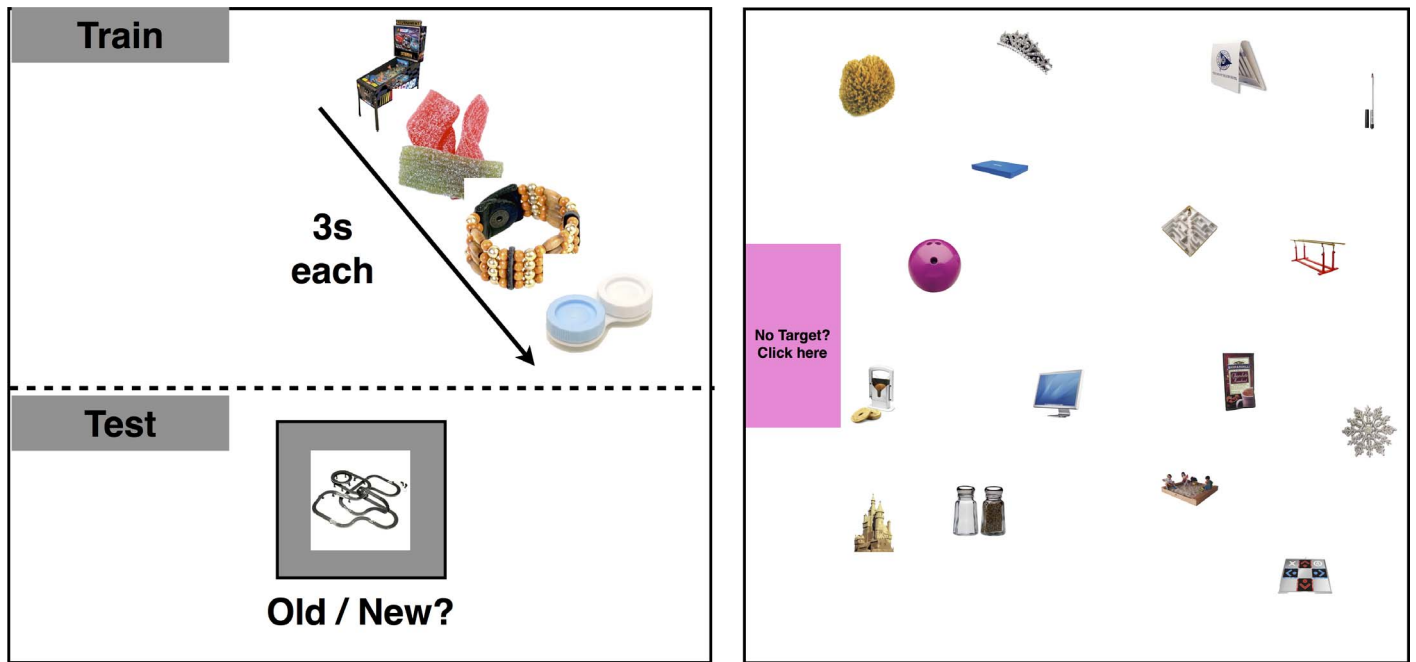 Train
3s
each
Test
Old / New?
No Target?
Click here